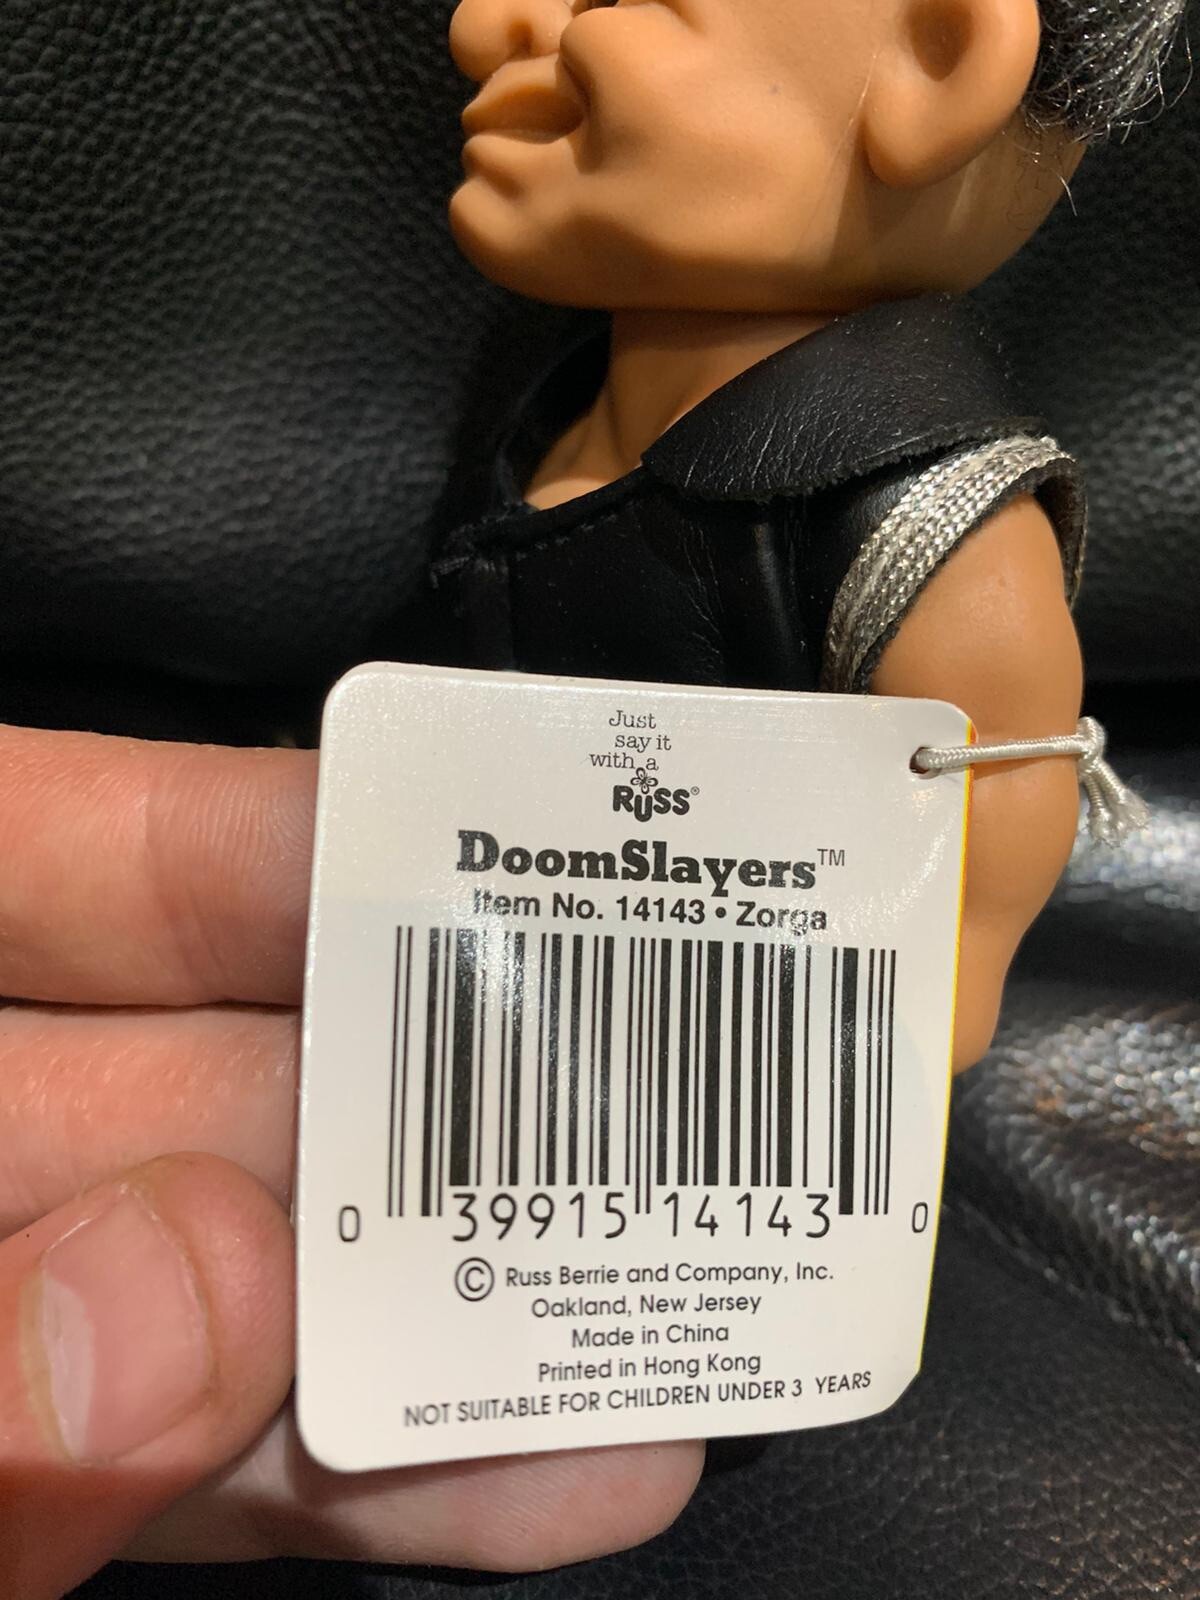 Just
say it
with a
RUSS®
DoomSlayers™
Item No. 14143 • Zorga
0 39915 14143 0
© Russ Berrie and Company, Inc.
Oakland, New Jersey
Made in China
Printed in Hong Kong
NOT SUITABLE FOR CHILDREN UNDER 3 YEARS